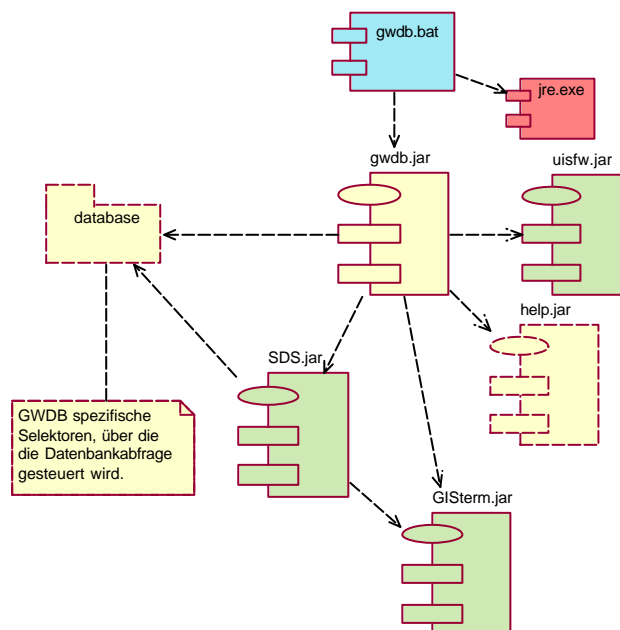 gwdb.bat
jre.exe
gwdb.jar
uisfw.jar
database
help.jar
SDS.jar
GWDB spezifische
Selektoren, über die
die Datenbankabfrage
gesteuert wird.
GISterm.jar